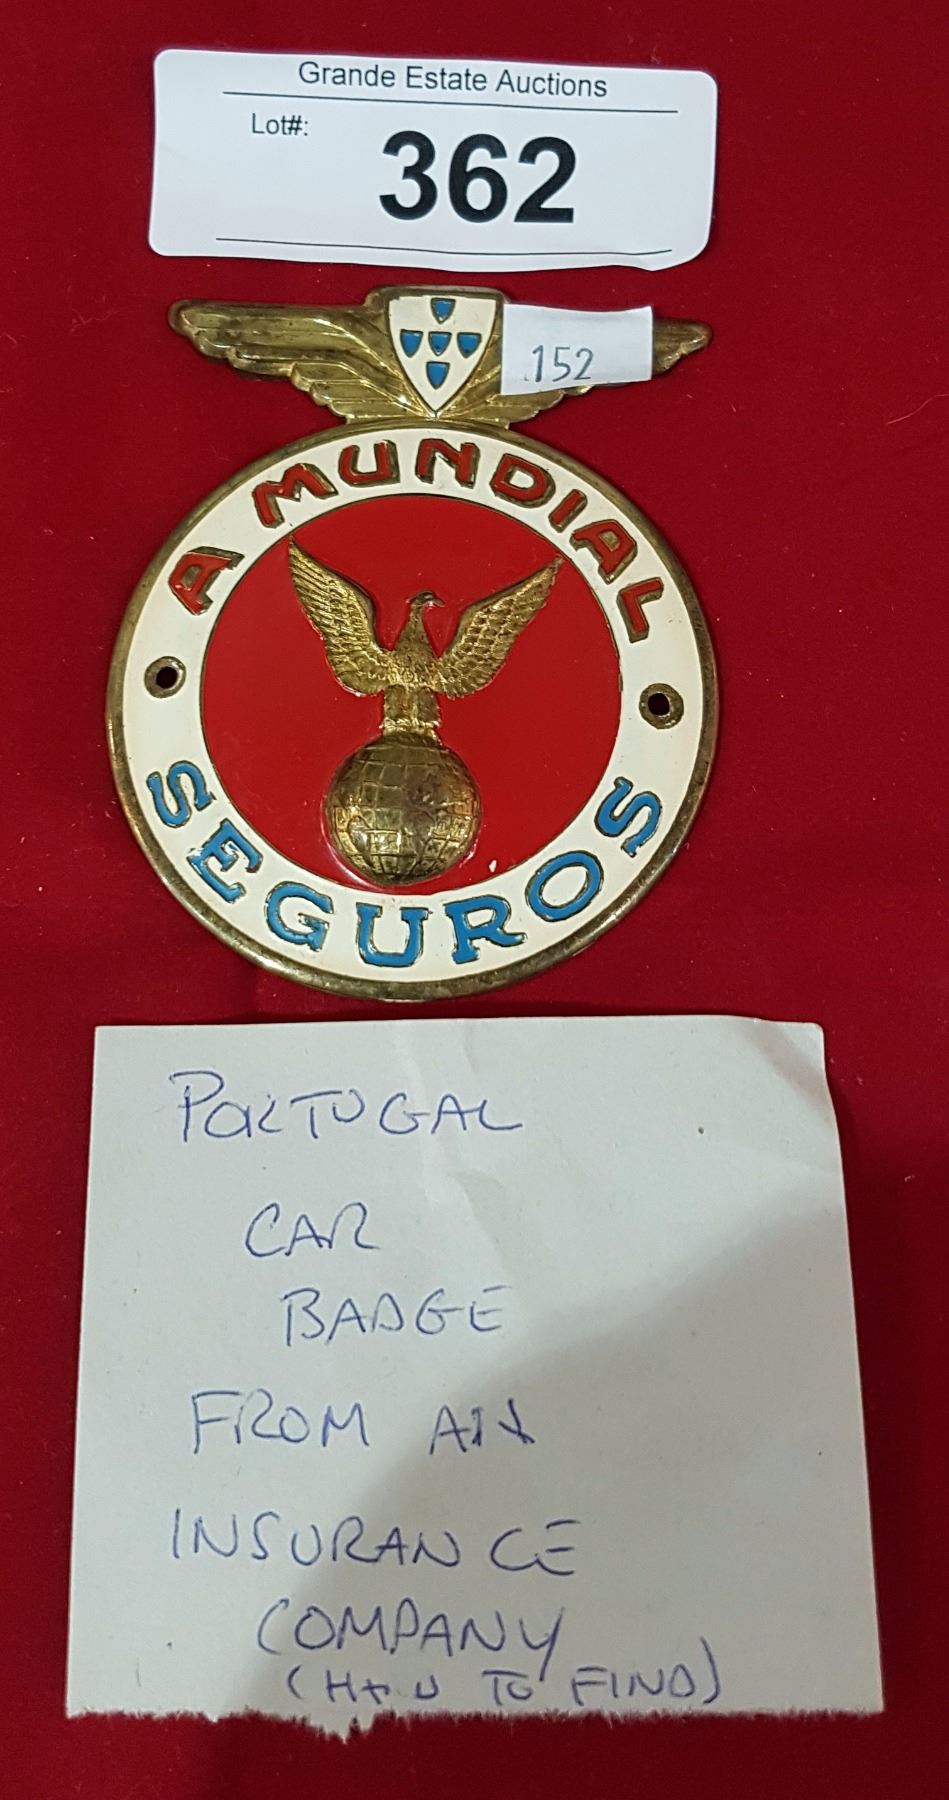 Grande Estate Auctions
Lot#:
362
152
A MUNDIAL
SEGUROS
PORTUGAL
CAR
BADGE
FROM AN
INSURANCE
COMPANY
(HARD TO FIND)